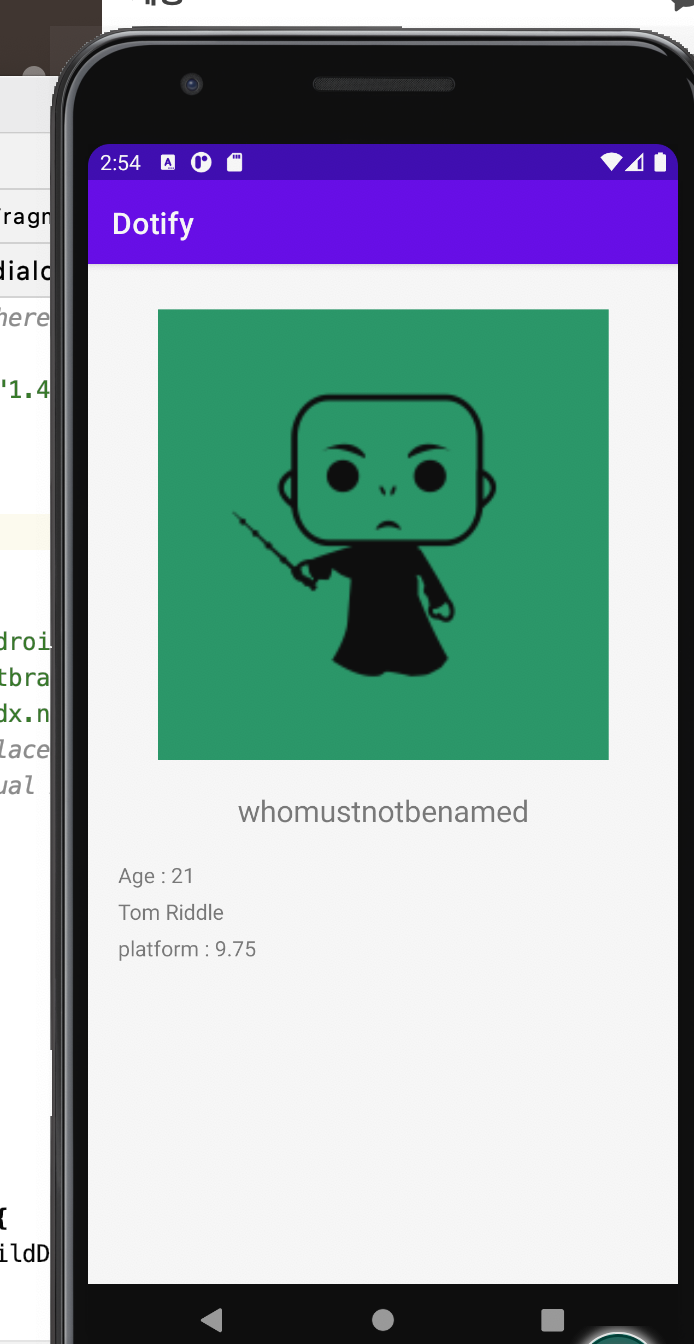 2:54
Dotify
ragm
dialo
here
"1.4
droi
tbra
dx.n
lace
ual
{
ildD
whomustnotbenamed
Age : 21
Tom Riddle
platform : 9.75